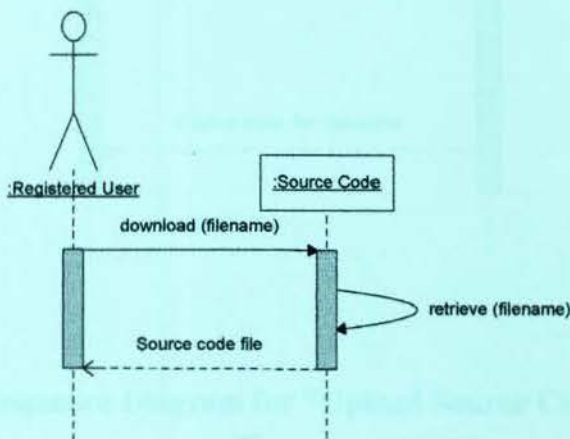 :Registered User
:Source Code
download (filename)
retrieve (filename)
Source code file